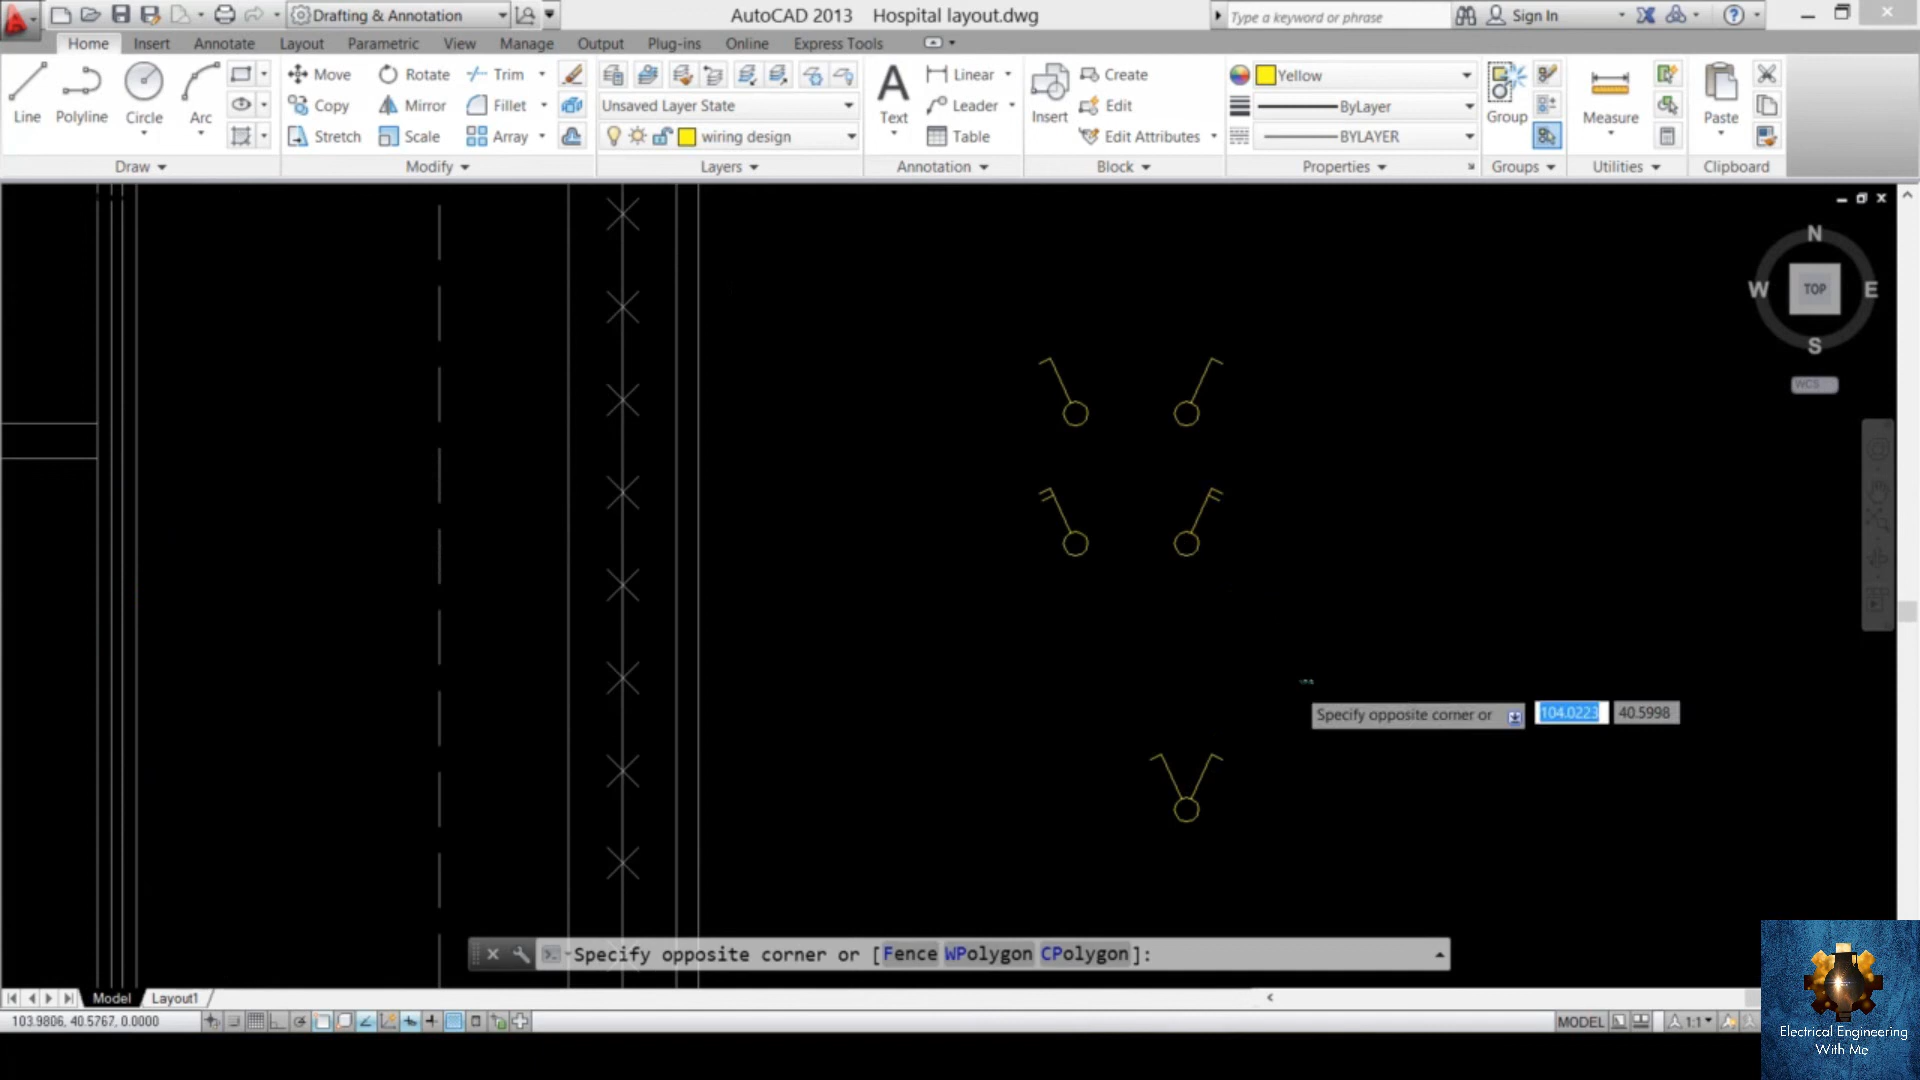 Drafting & Annotation
AutoCAD 2013 Hospital layout.dwg
Type a keyword or phrase
Sign In
Home Insert Annotate Layout Parametric View Manage Output Plug-ins Online Express Tools
Line Polyline Circle Arc
Move Rotate Trim
Copy Mirror Fillet
Stretch Scale Array
Unsaved Layer State
wiring design
Text
Linear
Leader
Table
Insert
Create
Edit
Edit Attributes
Yellow
ByLayer
BYLAYER
Group
Measure
Paste
Draw Modify Layers Annotation Block Properties Groups Utilities Clipboard
N
W TOP E
S
WCS
Specify opposite corner or 104.0223 40.5998
Specify opposite corner or [Fence WPolygon CPolygon]:
Model Layout1
103.9806, 40.5767, 0.0000
MODEL 1:1
Electrical Engineering
With Me